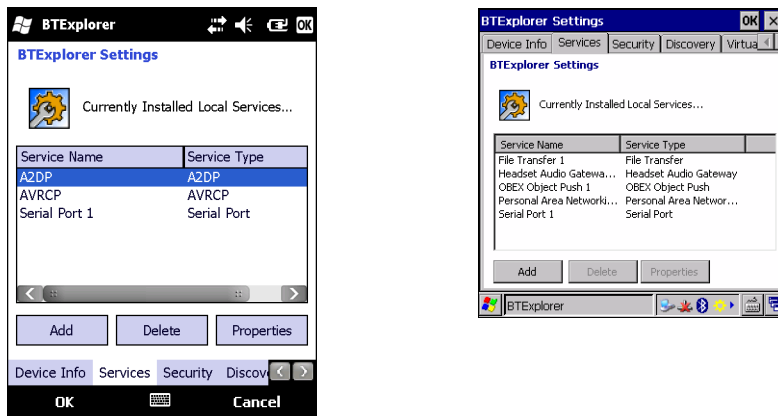 BTExplorer
OK
BTExplorer Settings
Currently Installed Local Services...
Service Name Service Type
A2DP A2DP
AVRCP AVRCP
Serial Port 1 Serial Port
Add Delete Properties
Device Info Services Security Discov
OK Cancel
BTExplorer Settings OK
Device Info Services Security Discovery Virtua
BTExplorer Settings
Currently Installed Local Services...
Service Name Service Type
File Transfer 1 File Transfer
Headset Audio Gatewa... Headset Audio Gateway
OBEX Object Push 1 OBEX Object Push
Personal Area Networki... Personal Area Networ...
Serial Port 1 Serial Port
Add Delete Properties
BTExplorer